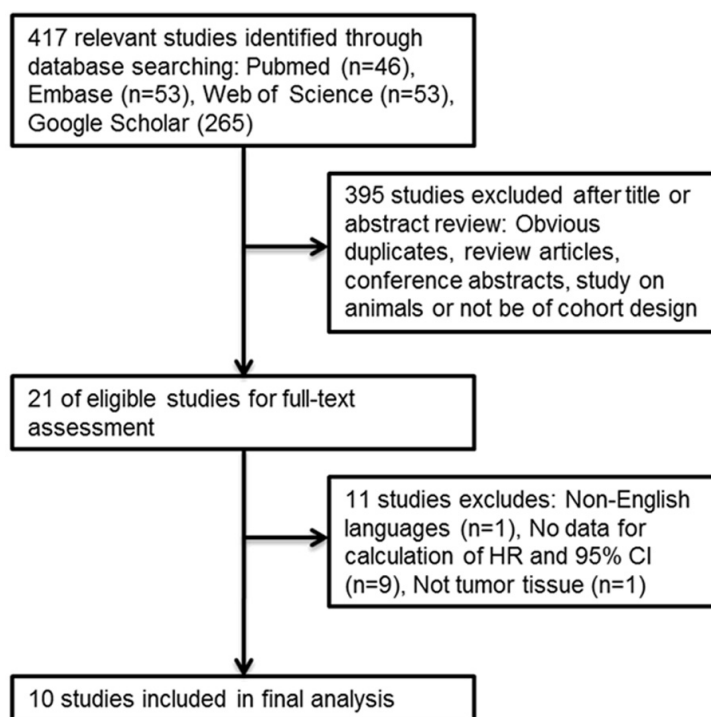 417 relevant studies identified through
database searching: Pubmed (n=46),
Embase (n=53), Web of Science (n=53),
Google Scholar (265)
395 studies excluded after title or
abstract review: Obvious
duplicates, review articles,
conference abstracts, study on
animals or not be of cohort design
21 of eligible studies for full-text
assessment
11 studies excludes: Non-English
languages (n=1), No data for
calculation of HR and 95% CI
(n=9), Not tumor tissue (n=1)
10 studies included in final analysis